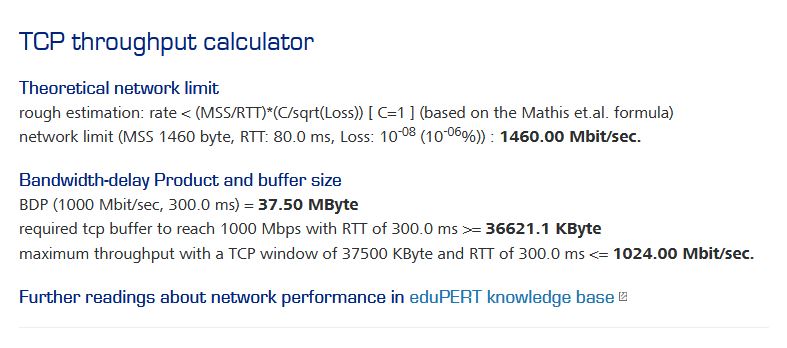 TCP throughput calculator
Theoretical network limit
rough estimation: rate < (MSS/RTT)*(C/sqrt(Loss)) [ C=1 ] (based on the Mathis et.al. formula)
network limit (MSS 1460 byte, RTT: 80.0 ms, Loss: 10-08 (10-06%)) : 1460.00 Mbit/sec.
Bandwidth-delay Product and buffer size
BDP (1000 Mbit/sec, 300.0 ms) = 37.50 MByte
required tcp buffer to reach 1000 Mbps with RTT of 300.0 ms >= 36621.1 KByte
maximum throughput with a TCP window of 37500 KByte and RTT of 300.0 ms <= 1024.00 Mbit/sec.
Further readings about network performance in eduPERT knowledge base